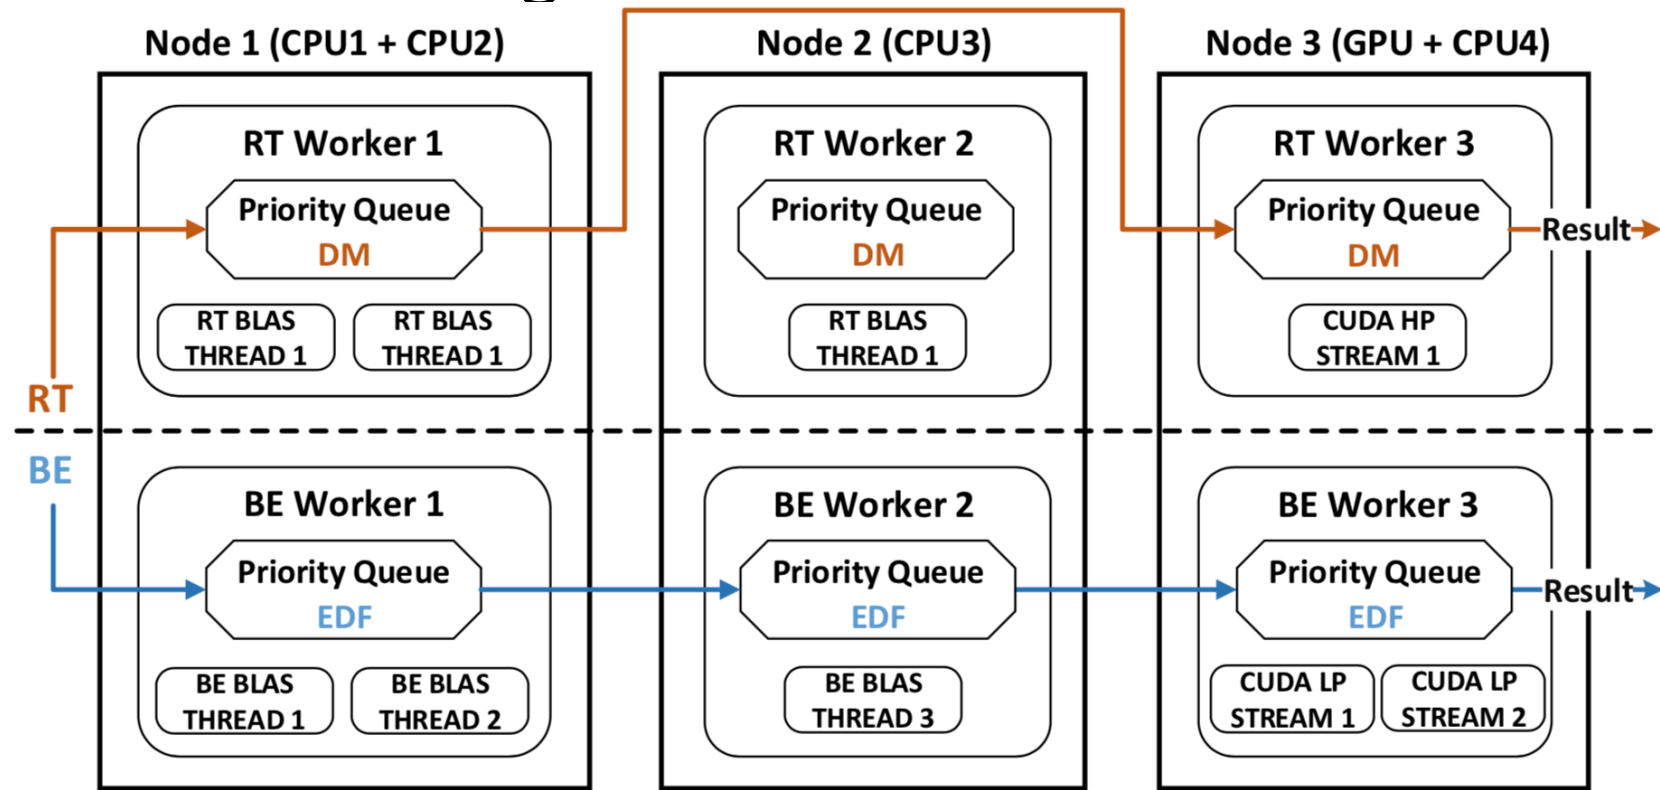 Node 1 (CPU1 + CPU2)
Node 2 (CPU3)
Node 3 (GPU + CPU4)
RT Worker 1
Priority Queue
DM
RT BLAS
THREAD 1
RT BLAS
THREAD 1
RT Worker 2
Priority Queue
DM
RT BLAS
THREAD 1
RT Worker 3
Priority Queue
DM
CUDA HP
STREAM 1
Result
RT
BE
BE Worker 1
Priority Queue
EDF
BE BLAS
THREAD 1
BE BLAS
THREAD 2
BE Worker 2
Priority Queue
EDF
BE BLAS
THREAD 3
BE Worker 3
Priority Queue
EDF
CUDA LP
STREAM 1
CUDA LP
STREAM 2
Result